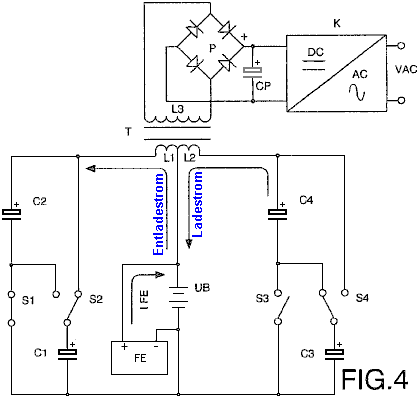 K
P
+
+
DC
AC
VAC
CP
L3
T
L1
L2
Entladestrom
Ladestrom
+
C2
+
C4
IFE
UB
S1
S2
S3
S4
+
C1
+
-
FE
+
C3
FIG.4